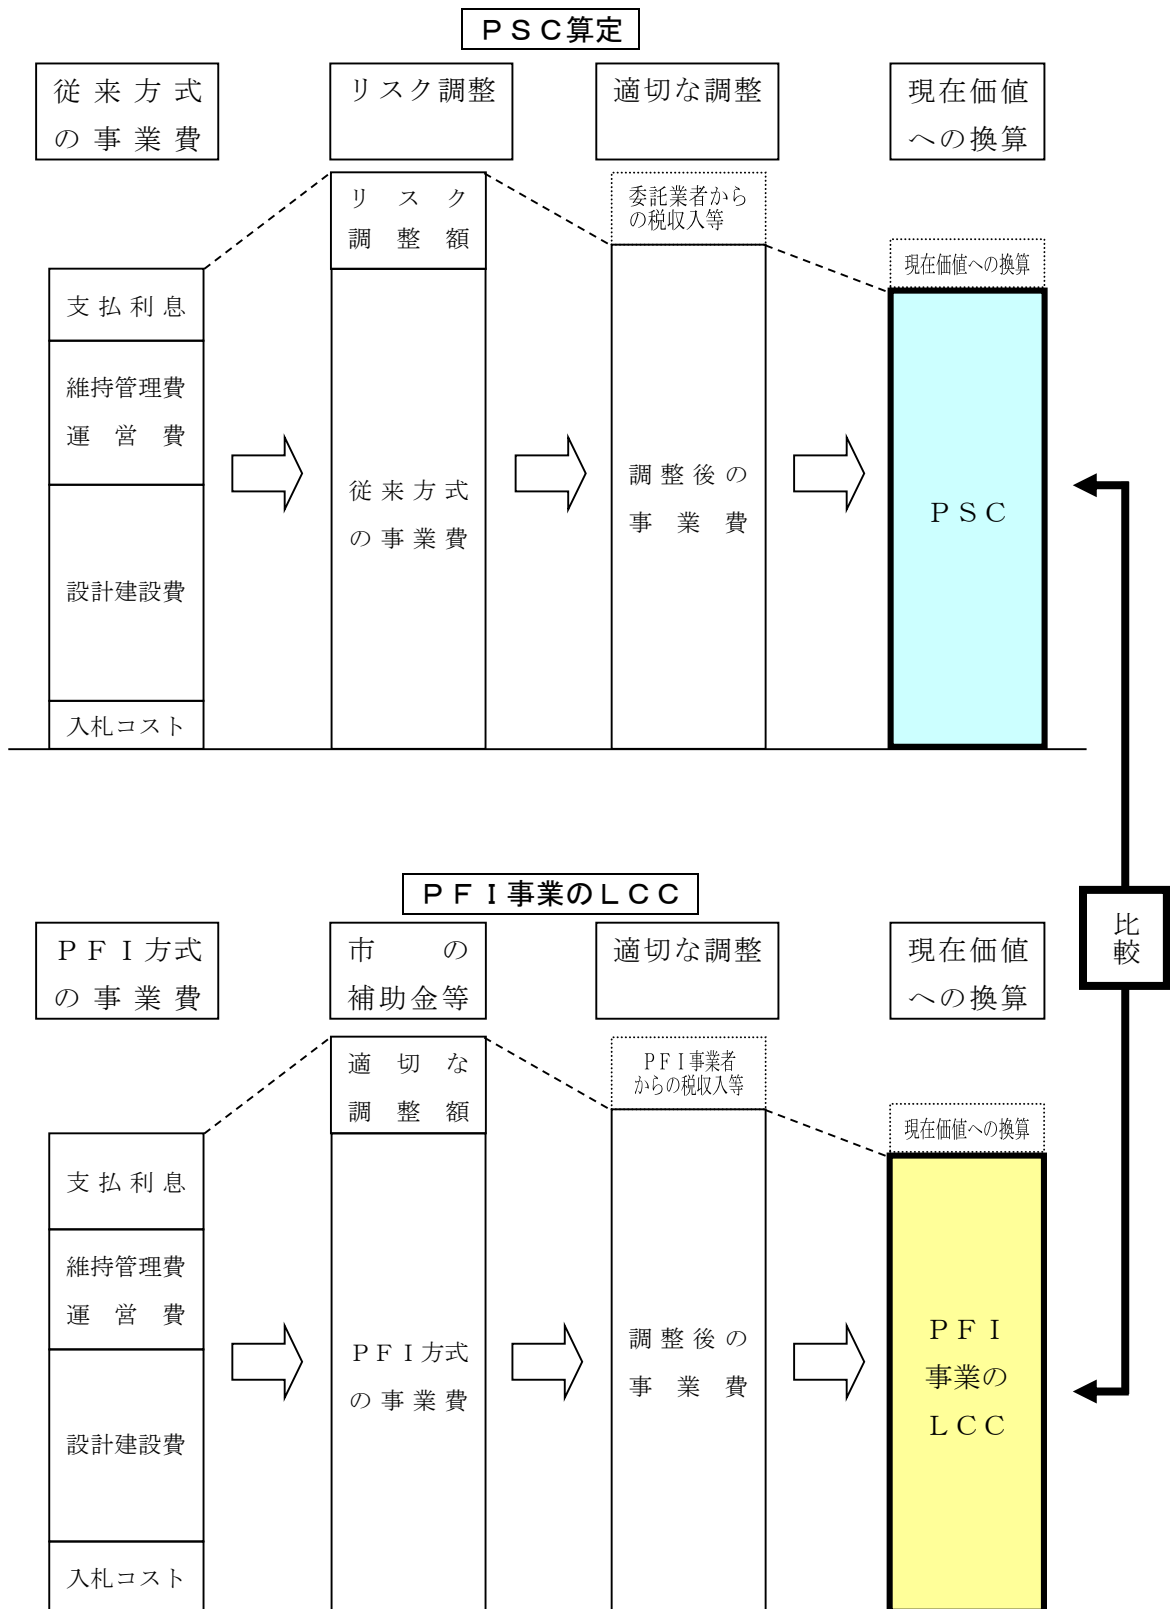 ＰＳＣ算定
従来方式
の事業費
リスク調整
適切な調整
現在価値
への換算
リスク
調整額
委託業者から
の税収入等
現在価値への換算
支払利息
維持管理費
運営費
設計建設費
入札コスト
従来方式
の事業費
調整後の
事業費
ＰＳＣ
比較
ＰＦＩ事業のＬＣＣ
ＰＦＩ方式
の事業費
市の
補助金等
適切な調整
現在価値
への換算
適切な
調整額
ＰＦＩ事業者
からの税収入等
現在価値への換算
支払利息
維持管理費
運営費
設計建設費
入札コスト
ＰＦＩ方式
の事業費
調整後の
事業費
ＰＦＩ
事業の
ＬＣＣ